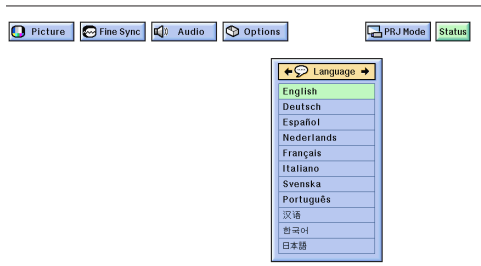 Picture Fine Sync Audio Options PRJ Mode Status
Language
English
Deutsch
Español
Nederlands
Français
Italiano
Svenska
Português
汉语
한국어
日本語